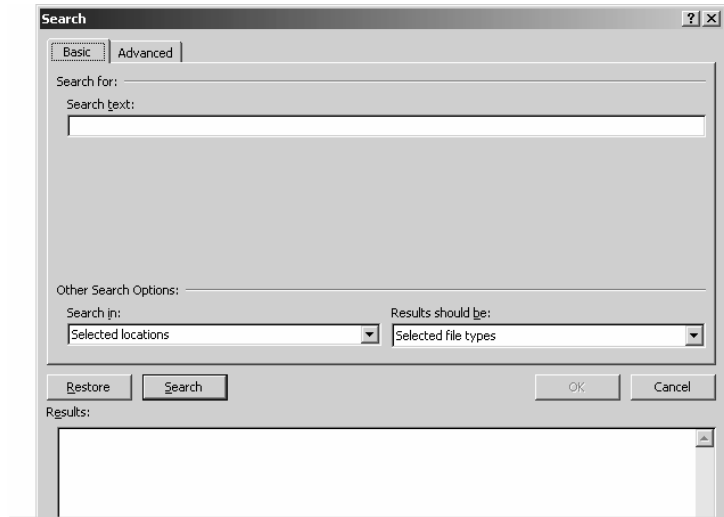 Search
Basic Advanced
Search for:
Search text:
Other Search Options:
Search in: Results should be:
Selected locations Selected file types
Restore Search OK Cancel
Results: